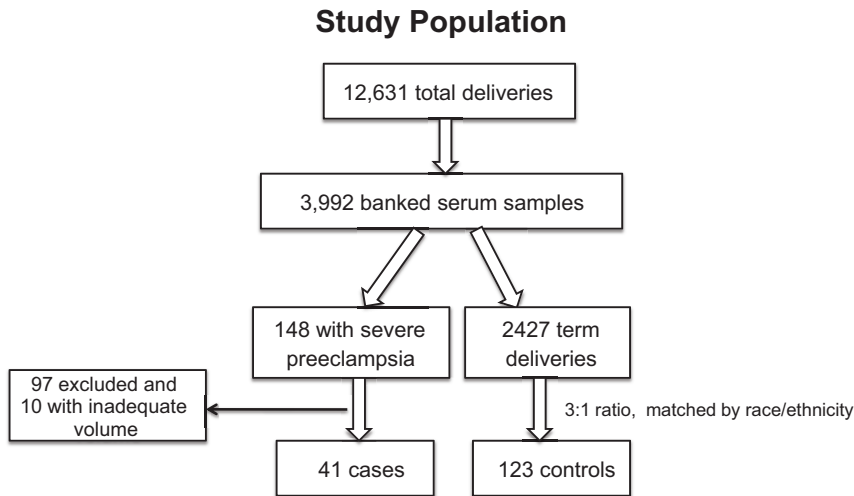 Study Population
12,631 total deliveries
3,992 banked serum samples
148 with severe
preeclampsia
2427 term
deliveries
97 excluded and
10 with inadequate
volume
3:1 ratio, matched by race/ethnicity
41 cases
123 controls